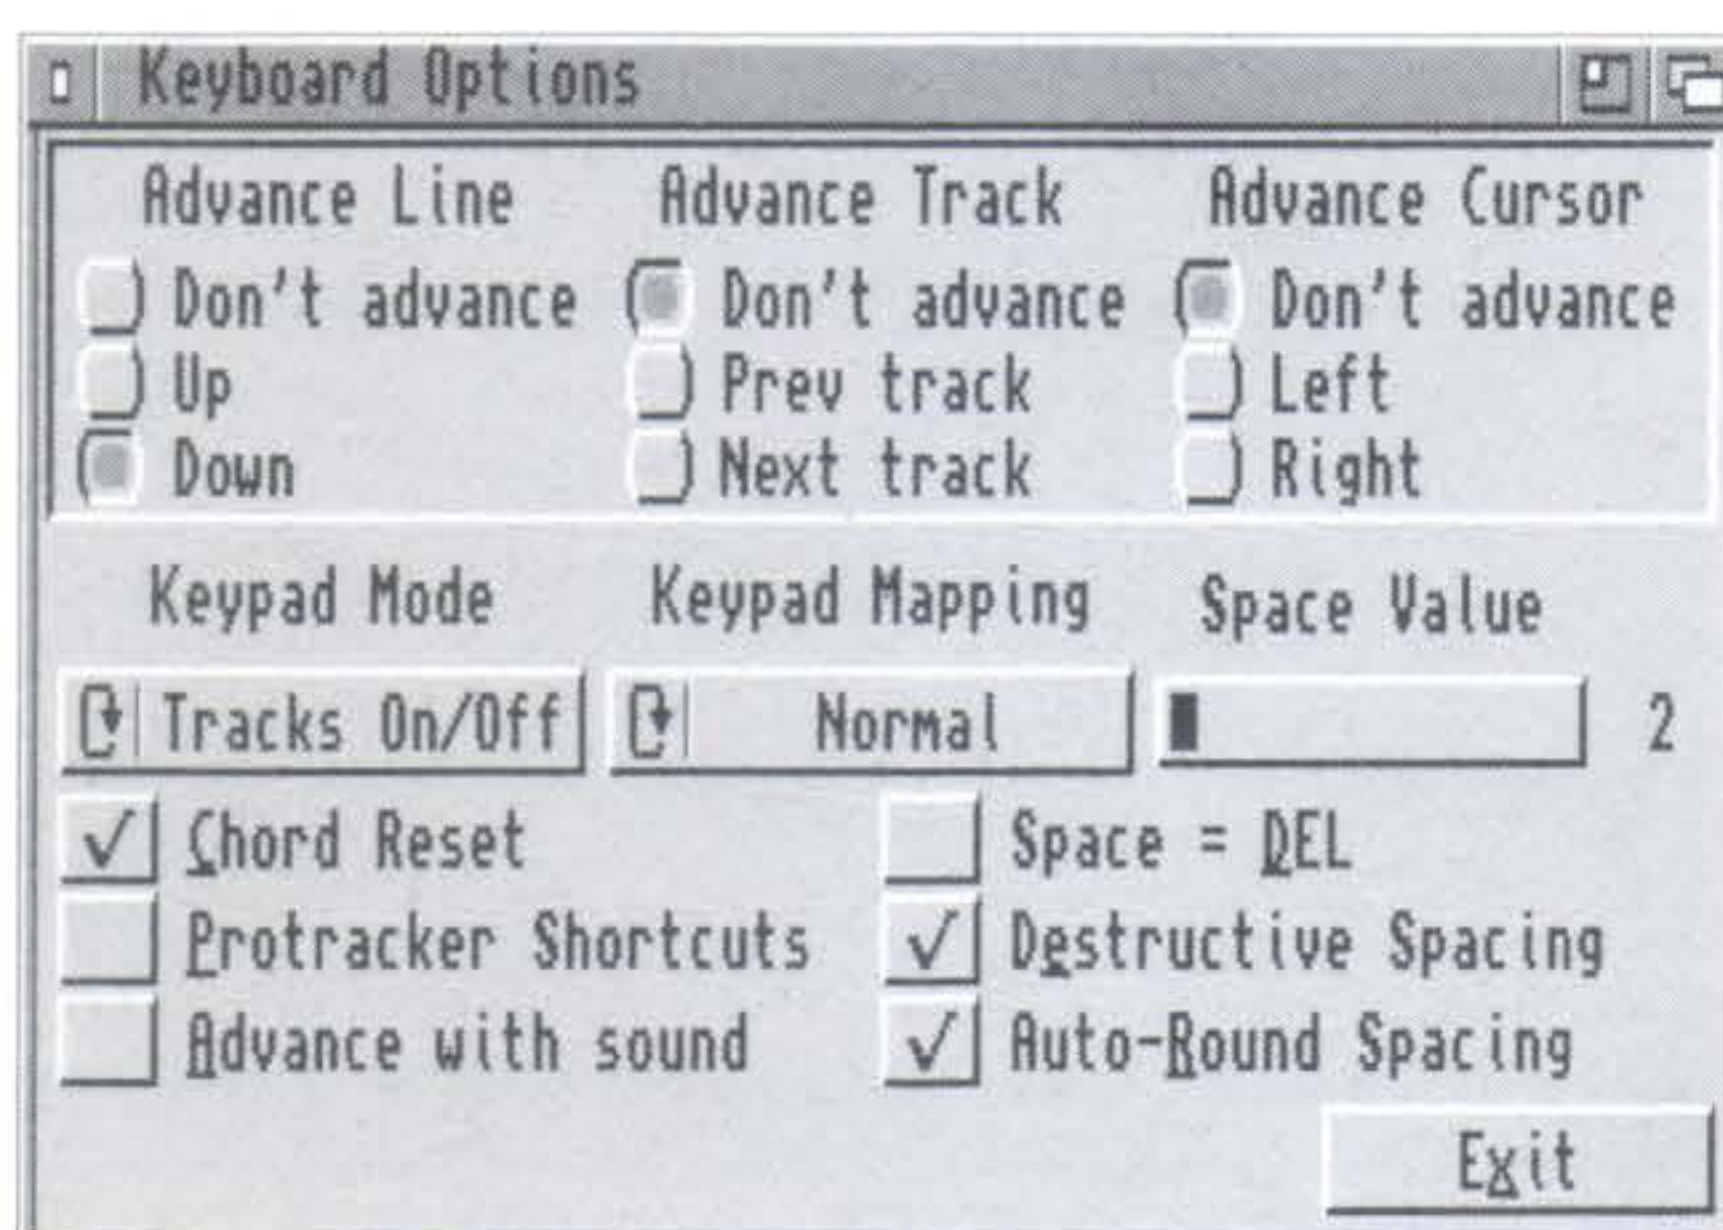 Keyboard Options
Advance Line Advance Track Advance Cursor
Don't advance Don't advance Don't advance
Up Prev track Left
Down Next track Right
Keypad Mode Keypad Mapping Space Value
Tracks On/Off Normal 2
Chord Reset Space = DEL
Protracker Shortcuts Destructive Spacing
Advance with sound Auto-Round Spacing
Exit